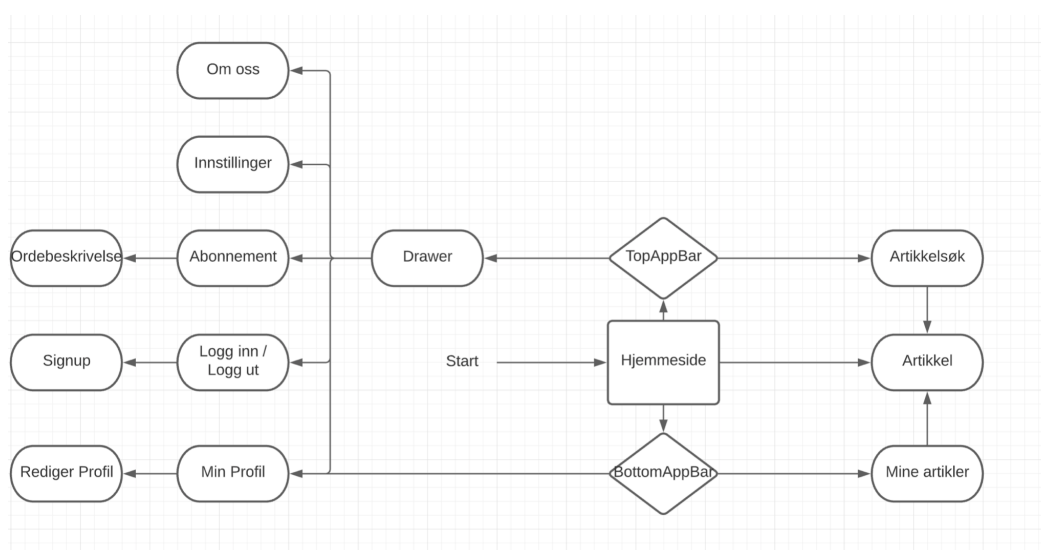 Om oss
Innstillinger
Ordebeskrivelse
Abonnement
Drawer
TopAppBar
Artikkelsøk
Signup
Logg inn /
Logg ut
Start
Hjemmeside
Artikkel
Rediger Profil
Min Profil
BottomAppBar
Mine artikler